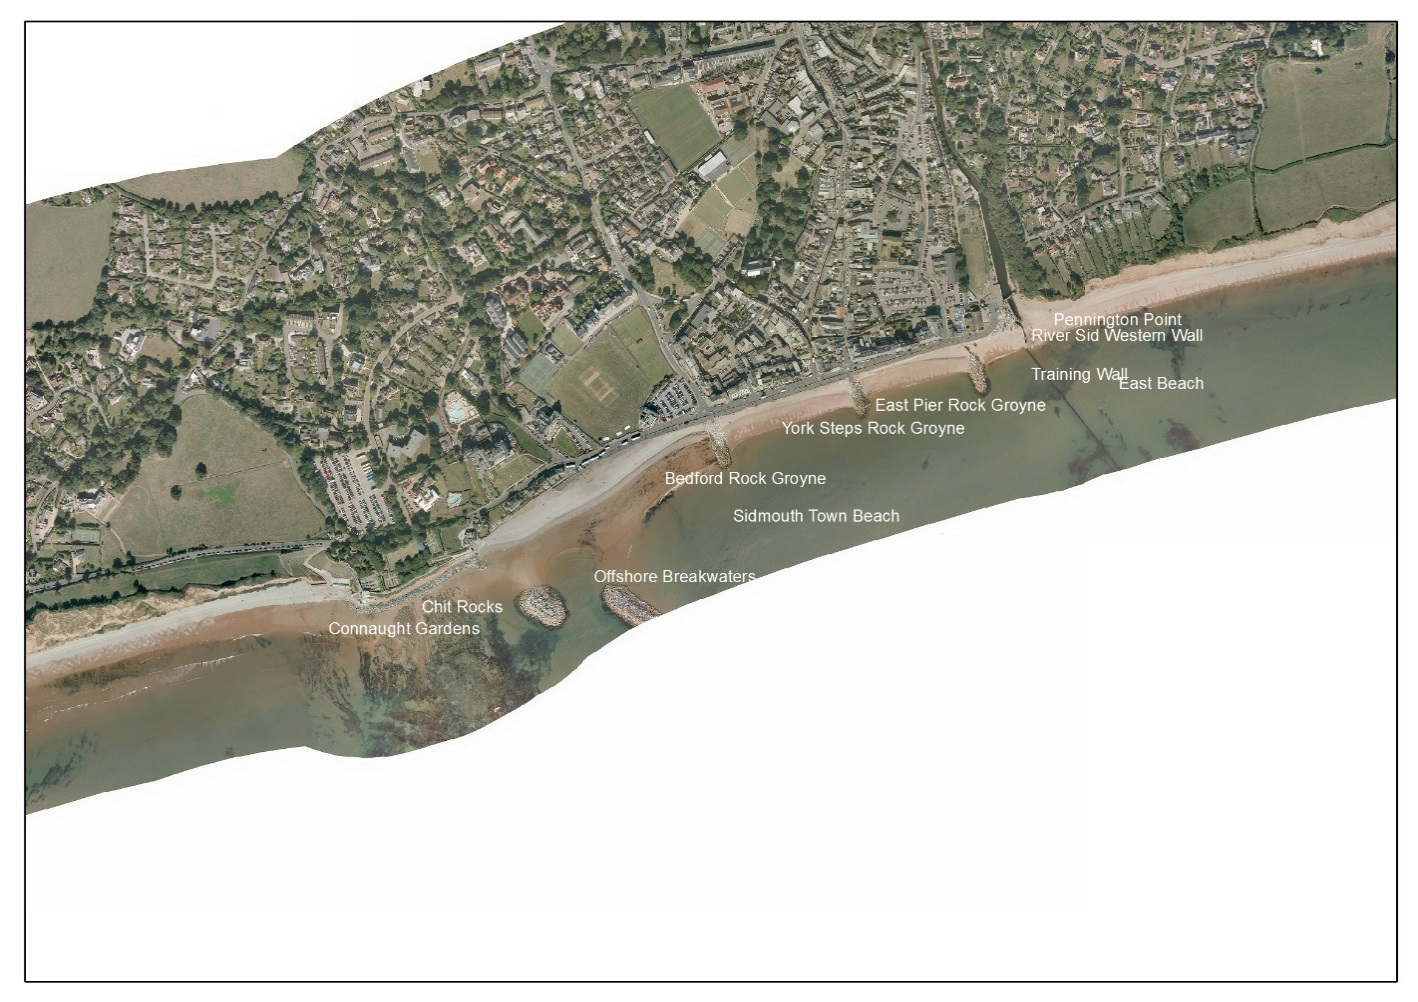 Pennington Point
River Sid Western Wall
Training Wall
East Beach
East Pier Rock Groyne
York Steps Rock Groyne
Bedford Rock Groyne
Sidmouth Town Beach
Offshore Breakwaters
Chit Rocks
Connaught Gardens